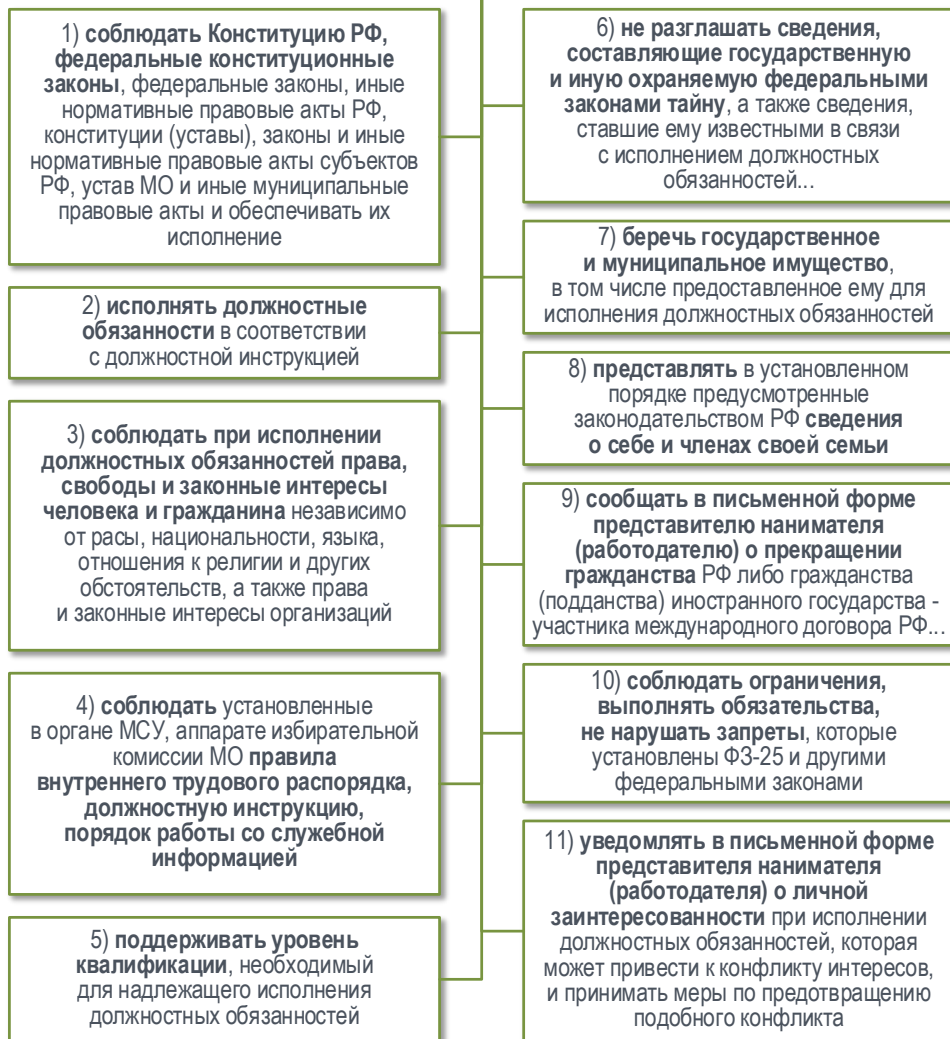 1) соблюдать Конституцию РФ,
федеральные конституционные
законы, федеральные законы, иные
нормативные правовые акты РФ,
конституции (уставы), законы и иные
нормативные правовые акты субъектов
РФ, устав МО и иные муниципальные
правовые акты и обеспечивать их
исполнение
2) исполнять должностные
обязанности в соответствии
с должностной инструкцией
3) соблюдать при исполнении
должностных обязанностей права,
свободы и законные интересы
человека и гражданина независимо
от расы, национальности, языка,
отношения к религии и других
обстоятельств, а также права
и законные интересы организаций
4) соблюдать установленные
в органе МСУ, аппарате избирательной
комиссии МО правила
внутреннего трудового распорядка,
должностную инструкцию,
порядок работы со служебной
информацией
5) поддерживать уровень
квалификации, необходимый
для надлежащего исполнения
должностных обязанностей
6) не разглашать сведения,
составляющие государственную
и иную охраняемую федеральными
законами тайну, а также сведения,
ставшие ему известными в связи
с исполнением должностных
обязанностей...
7) беречь государственное
и муниципальное имущество,
в том числе предоставленное ему для
исполнения должностных обязанностей
8) представлять в установленном
порядке предусмотренные
законодательством РФ сведения
о себе и членах своей семьи
9) сообщать в письменной форме
представителю нанимателя
(работодателю) о прекращении
гражданства РФ либо гражданства
(подданства) иностранного государства -
участника международного договора РФ...
10) соблюдать ограничения,
выполнять обязательства,
не нарушать запреты, которые
установлены ФЗ-25 и другими
федеральными законами
11) уведомлять в письменной форме
представителя нанимателя
(работодателя) о личной
заинтересованности при исполнении
должностных обязанностей, которая
может привести к конфликту интересов,
и принимать меры по предотвращению
подобного конфликта